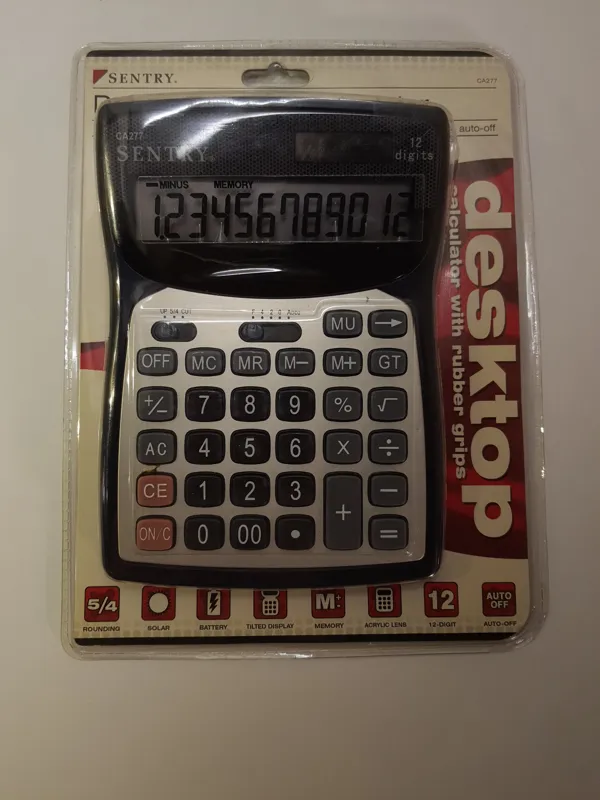 SENTRY.
CA277
auto-off
CA277
SENTRY.
12
digits
MINUS MEMORY
1.234567890 12
desktop
calculator with rubber grips
UP 5/4 CUT
MU →
OFF MC MR M− M+ GT
+/− 7 8 9 % √
AC 4 5 6 X ÷
CE 1 2 3 + −
ON/C 0 00 • =
5/4
ROUNDING
SOLAR
BATTERY
TILTED DISPLAY
M+−
MEMORY
ACRYLIC LENS
12
12-DIGIT
AUTO
OFF
AUTO-OFF